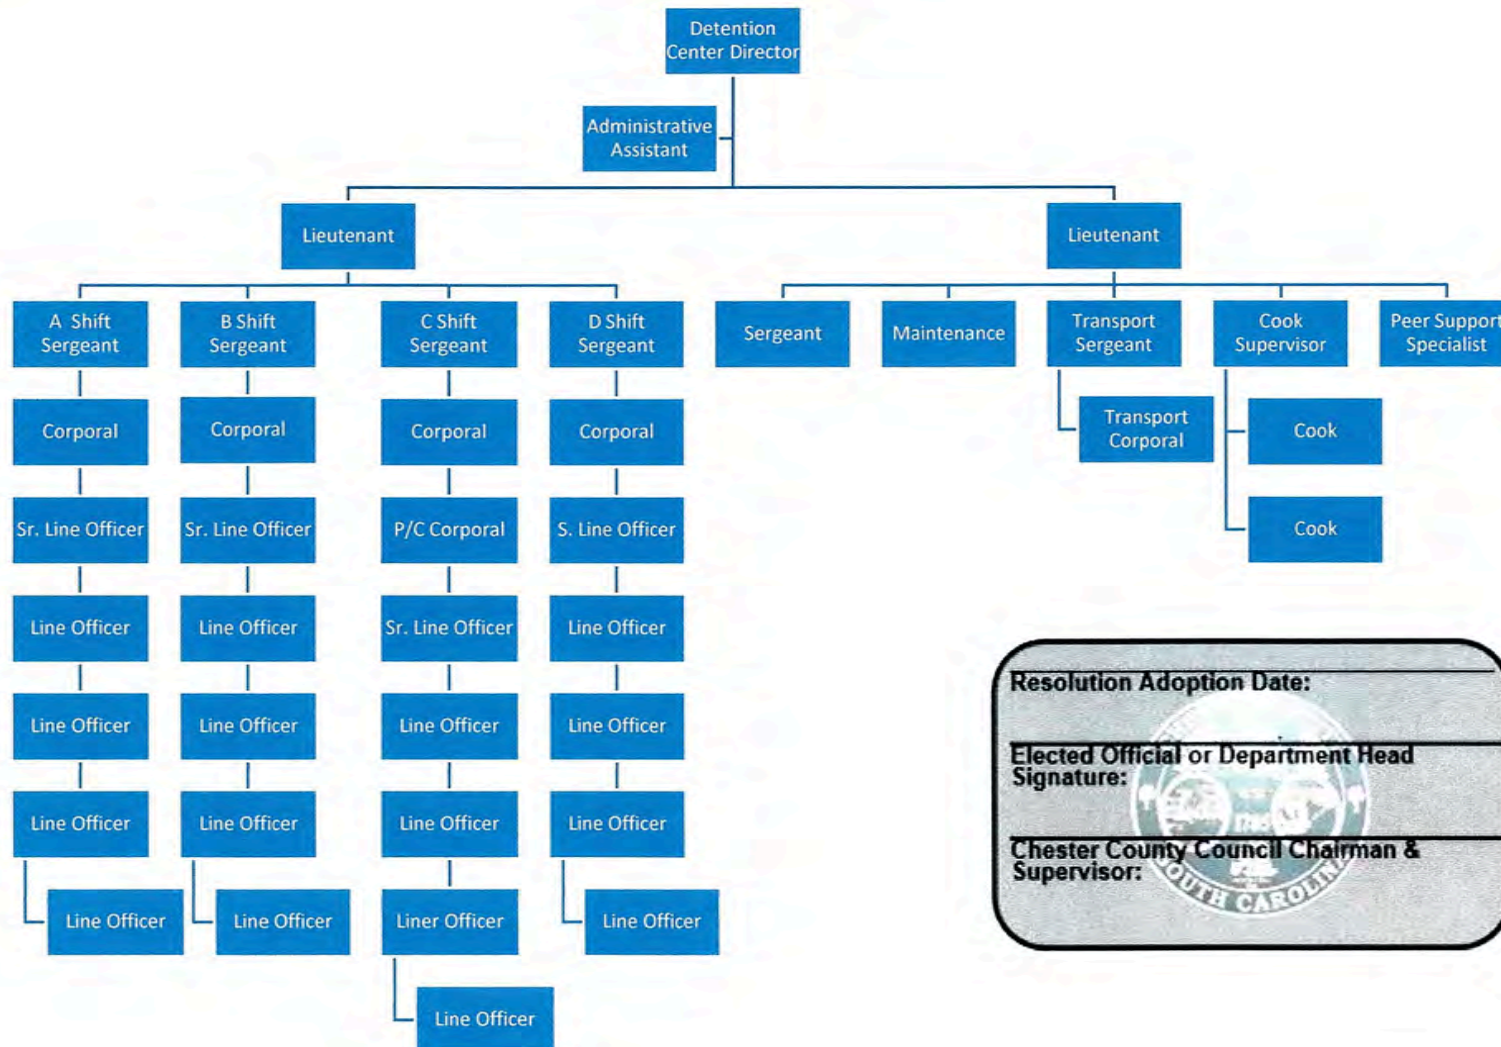 Detention
Center Director
Administrative
Assistant
Lieutenant
Lieutenant
A Shift
Sergeant
B Shift
Sergeant
C Shift
Sergeant
D Shift
Sergeant
Sergeant
Maintenance
Transport
Sergeant
Cook
Supervisor
Peer Support
Specialist
Corporal
Corporal
Corporal
Corporal
Transport
Corporal
Cook
Sr. Line Officer
Sr. Line Officer
P/C Corporal
S. Line Officer
Cook
Line Officer
Line Officer
Sr. Line Officer
Line Officer
Line Officer
Line Officer
Line Officer
Line Officer
Line Officer
Line Officer
Line Officer
Line Officer
Line Officer
Line Officer
Liner Officer
Line Officer
Line Officer
Resolution Adoption Date:
Elected Official or Department Head
Signature:
Chester County Council Chairman &
Supervisor:
SOUTH CAROLINA